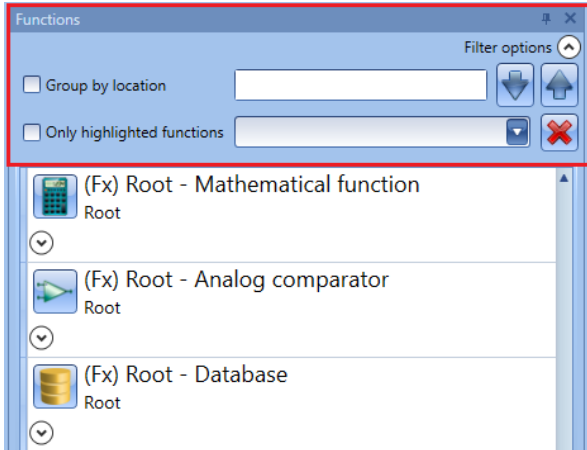 Functions
Filter options
Group by location
Only highlighted functions
(Fx) Root - Mathematical function
Root
(Fx) Root - Analog comparator
Root
(Fx) Root - Database
Root